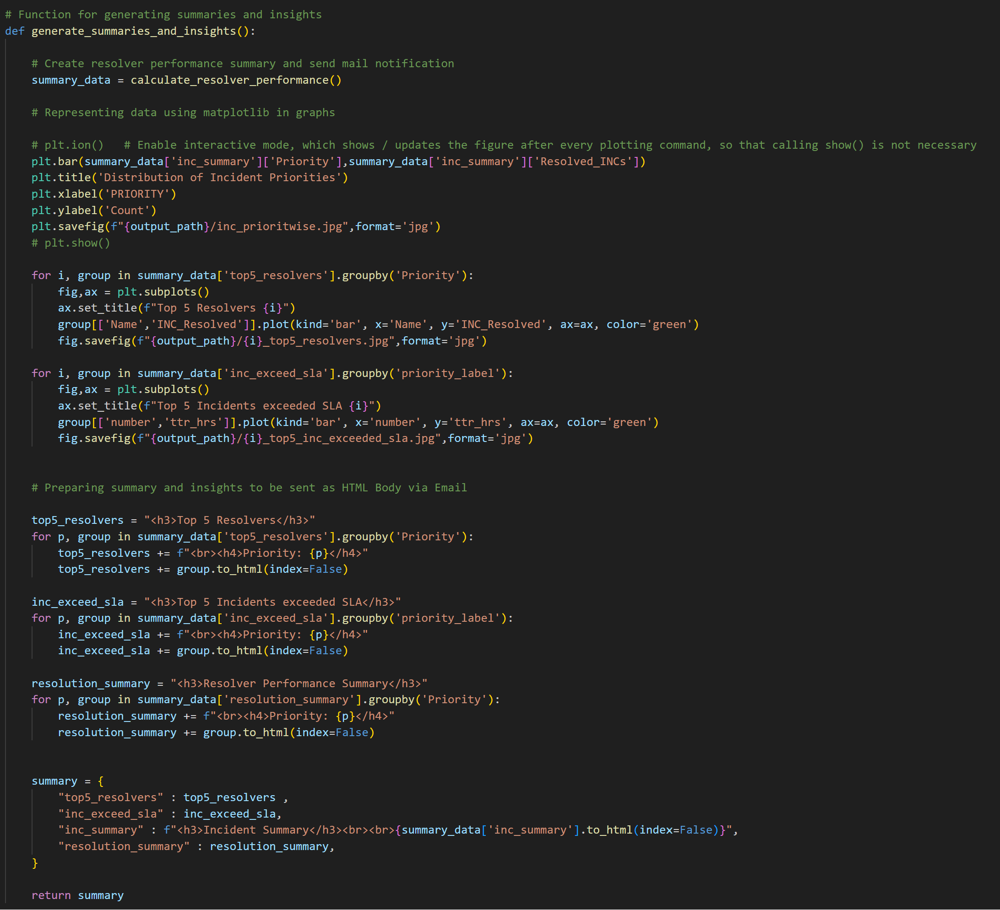 # Function for generating summaries and insights
def generate_summaries_and_insights():

    # Create resolver performance summary and send mail notification
    summary_data = calculate_resolver_performance()

    # Representing data using matplotlib in graphs

    # plt.ion()   # Enable interactive mode, which shows / updates the figure after every plotting command, so that calling show() is not necessary
    plt.bar(summary_data['inc_summary']['Priority'],summary_data['inc_summary']['Resolved_INCs'])
    plt.title('Distribution of Incident Priorities')
    plt.xlabel('PRIORITY')
    plt.ylabel('Count')
    plt.savefig(f"{output_path}/inc_prioritwise.jpg",format='jpg')
    # plt.show()

    for i, group in summary_data['top5_resolvers'].groupby('Priority'):
        fig,ax = plt.subplots()
        ax.set_title(f"Top 5 Resolvers {i}")
        group[['Name','INC_Resolved']].plot(kind='bar', x='Name', y='INC_Resolved', ax=ax, color='green')
        fig.savefig(f"{output_path}/{i}_top5_resolvers.jpg",format='jpg')

    for i, group in summary_data['inc_exceed_sla'].groupby('priority_label'):
        fig,ax = plt.subplots()
        ax.set_title(f"Top 5 Incidents exceeded SLA {i}")
        group[['number','ttr_hrs']].plot(kind='bar', x='number', y='ttr_hrs', ax=ax, color='green')
        fig.savefig(f"{output_path}/{i}_top5_inc_exceeded_sla.jpg",format='jpg')


    # Preparing summary and insights to be sent as HTML Body via Email

    top5_resolvers = "<h3>Top 5 Resolvers</h3>"
    for p, group in summary_data['top5_resolvers'].groupby('Priority'):
        top5_resolvers += f"<br><h4>Priority: {p}</h4>"
        top5_resolvers += group.to_html(index=False)

    inc_exceed_sla = "<h3>Top 5 Incidents exceeded SLA</h3>"
    for p, group in summary_data['inc_exceed_sla'].groupby('priority_label'):
        inc_exceed_sla += f"<br><h4>Priority: {p}</h4>"
        inc_exceed_sla += group.to_html(index=False)

    resolution_summary = "<h3>Resolver Performance Summary</h3>"
    for p, group in summary_data['resolution_summary'].groupby('Priority'):
        resolution_summary += f"<br><h4>Priority: {p}</h4>"
        resolution_summary += group.to_html(index=False)


    summary = {
        "top5_resolvers" : top5_resolvers ,
        "inc_exceed_sla" : inc_exceed_sla,
        "inc_summary" : f"<h3>Incident Summary</h3><br><br>{summary_data['inc_summary'].to_html(index=False)}",
        "resolution_summary" : resolution_summary,
    }

    return summary